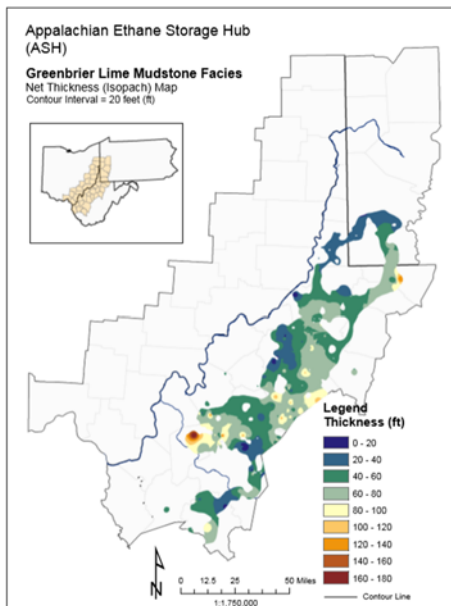 Appalachian Ethane Storage Hub
(ASH)
Greenbrier Lime Mudstone Facies
Net Thickness (Isopach) Map
Contour Interval = 20 feet (ft)
Legend
Thickness (ft)
0 - 20
20 - 40
40 - 60
60 - 80
80 - 100
100 - 120
120 - 140
140 - 160
160 - 180
Contour Line
N
0 12.5 25 50 Miles
1:1,750,000